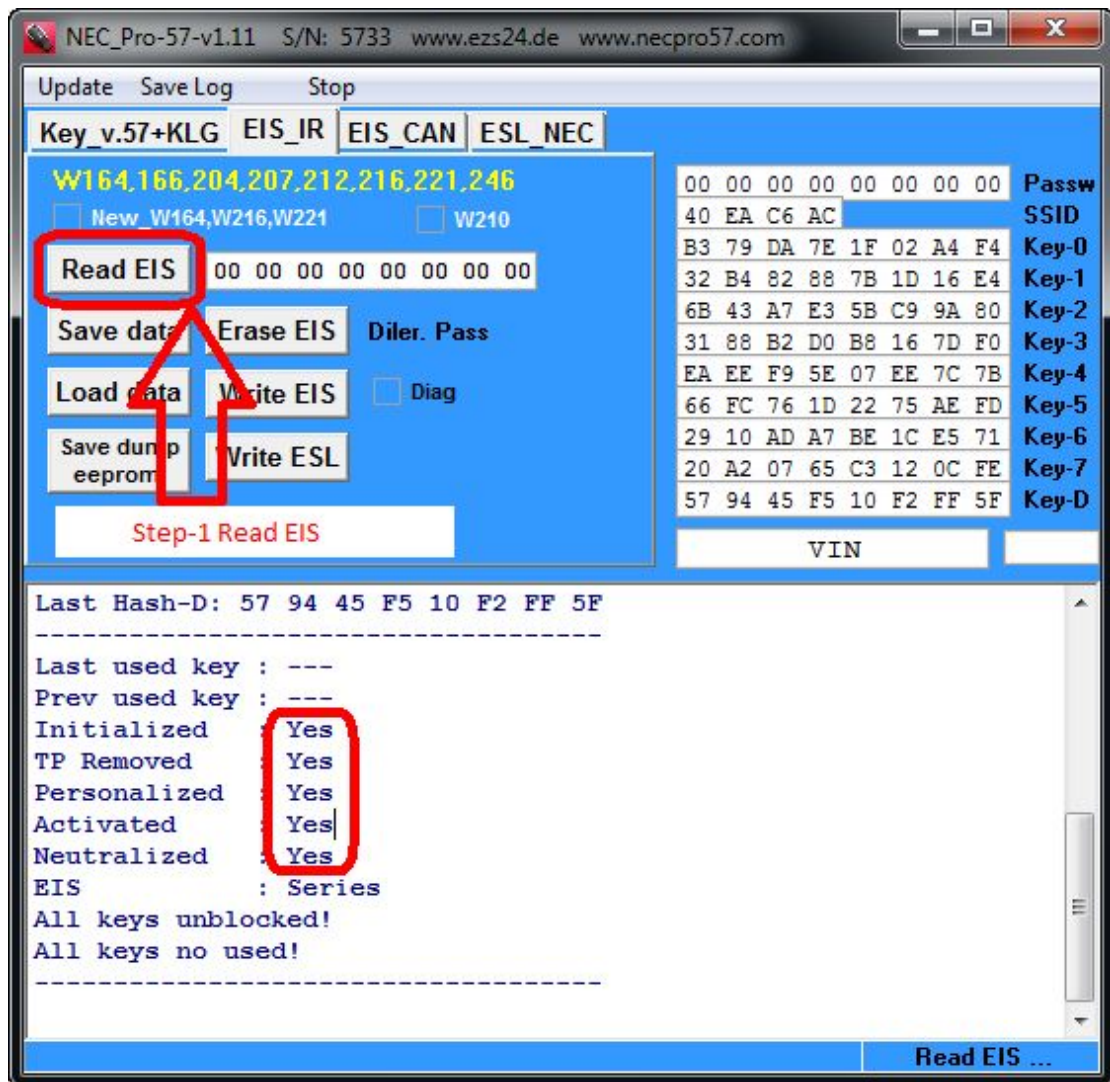 NEC_Pro-57-v1.11 S/N: 5733 www.ezs24.de www.necpro57.com
Update Save Log Stop
Key_v.57+KLG EIS_IR EIS_CAN ESL_NEC
W164,166,204,207,212,216,221,246
New_W164,W216,W221 W210
Read EIS 00 00 00 00 00 00 00 00
Save data Erase EIS Diler. Pass
Load data Write EIS Diag
Save dump
eeprom
Write ESL
Step-1 Read EIS
00 00 00 00 00 00 00 00 Passw
40 EA C6 AC SSID
B3 79 DA 7E 1F 02 A4 F4 Key-0
32 B4 82 88 7B 1D 16 E4 Key-1
6B 43 A7 E3 5B C9 9A 80 Key-2
31 88 B2 D0 B8 16 7D F0 Key-3
EA EE F9 5E 07 EE 7C 7B Key-4
66 FC 76 1D 22 75 AE FD Key-5
29 10 AD A7 BE 1C E5 71 Key-6
20 A2 07 65 C3 12 0C FE Key-7
57 94 45 F5 10 F2 FF 5F Key-D
VIN
Last Hash-D: 57 94 45 F5 10 F2 FF 5F
------------------------------------
Last used key : ---
Prev used key : ---
Initialized : Yes
TP Removed : Yes
Personalized : Yes
Activated : Yes
Neutralized : Yes
EIS : Series
All keys unblocked!
All keys no used!
------------------------------------
Read EIS ...